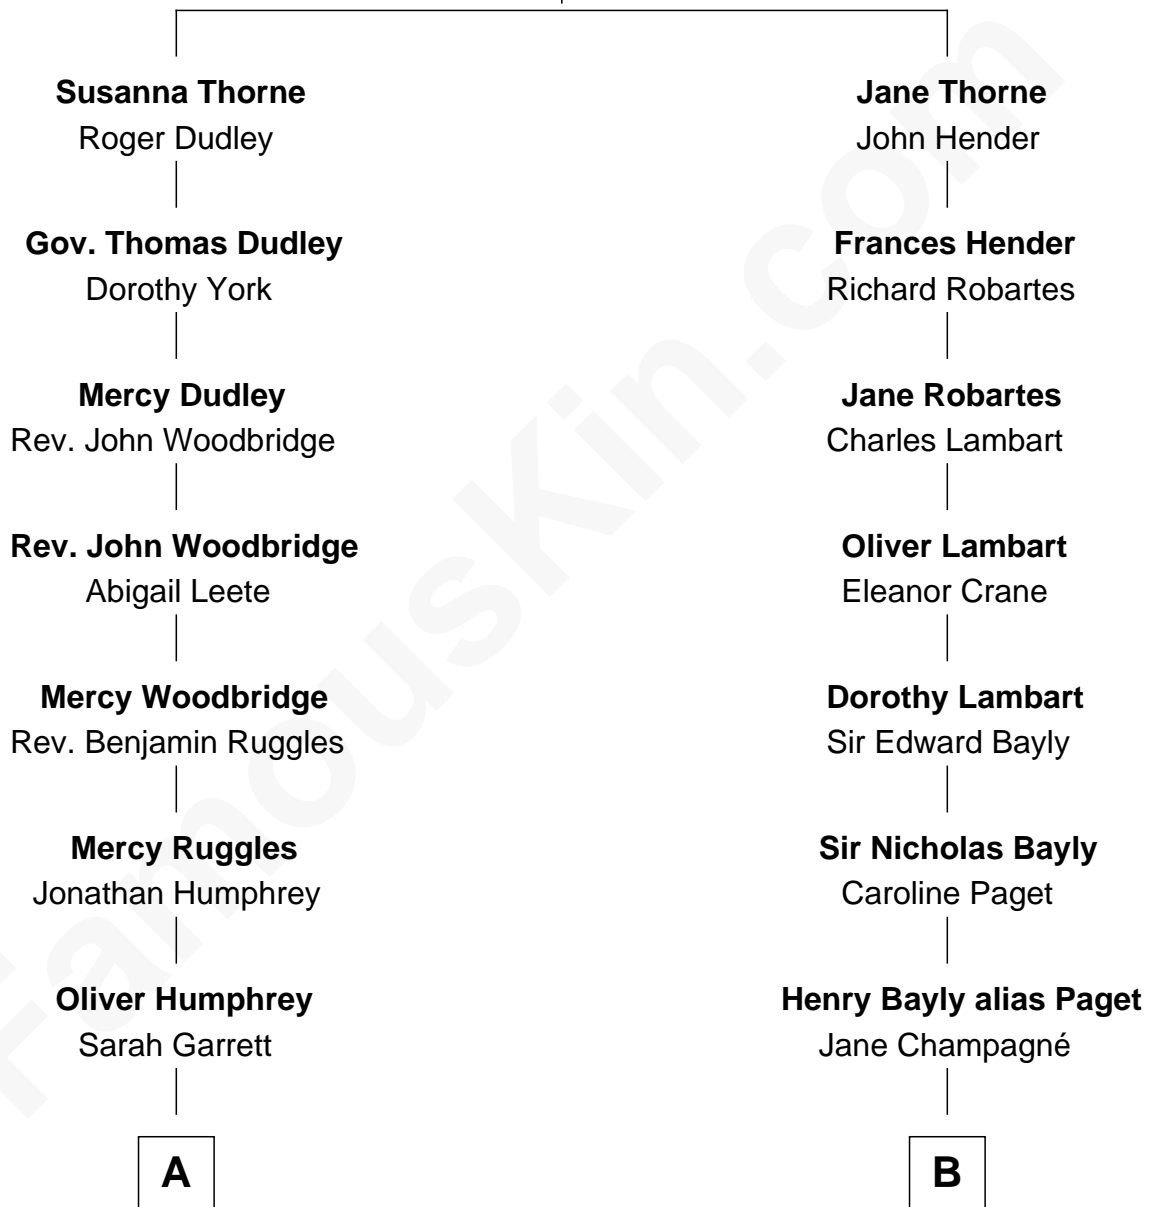 Susanna Thorne
Roger Dudley
Gov. Thomas Dudley
Dorothy York
Mercy Dudley
Rev. John Woodbridge
Rev. John Woodbridge
Abigail Leete
Mercy Woodbridge
Rev. Benjamin Ruggles
Mercy Ruggles
Jonathan Humphrey
Oliver Humphrey
Sarah Garrett
A
Jane Thorne
John Hender
Frances Hender
Richard Robartes
Jane Robartes
Charles Lambart
Oliver Lambart
Eleanor Crane
Dorothy Lambart
Sir Edward Bayly
Sir Nicholas Bayly
Caroline Paget
Henry Bayly alias Paget
Jane Champagné
B
FamousKin.com